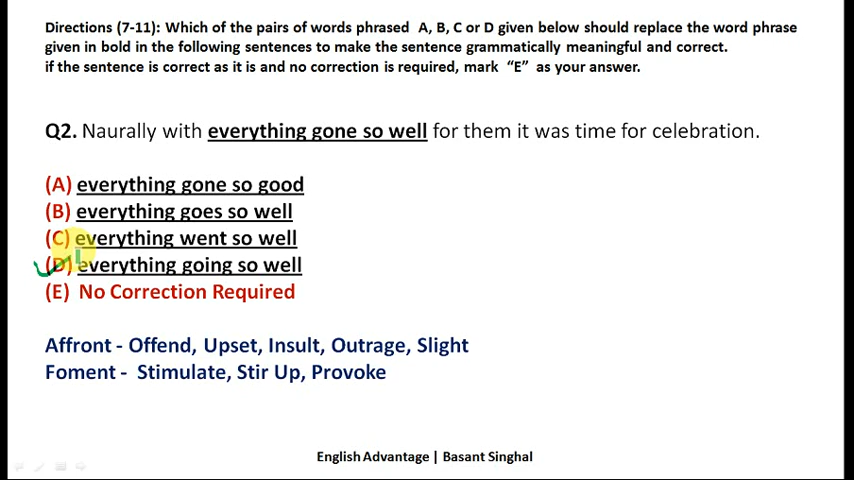 Directions (7-11): Which of the pairs of words phrased  A, B, C or D given below should replace the word phrase
given in bold in the following sentences to make the sentence grammatically meaningful and correct.
if the sentence is correct as it is and no correction is required, mark  “E”  as your answer.
Q2. Naurally with everything gone so well for them it was time for celebration.
(A) everything gone so good
(B) everything goes so well
(C) everything went so well
(D) everything going so well
(E)  No Correction Required
Affront - Offend, Upset, Insult, Outrage, Slight
Foment -  Stimulate, Stir Up, Provoke
English Advantage | Basant Singhal